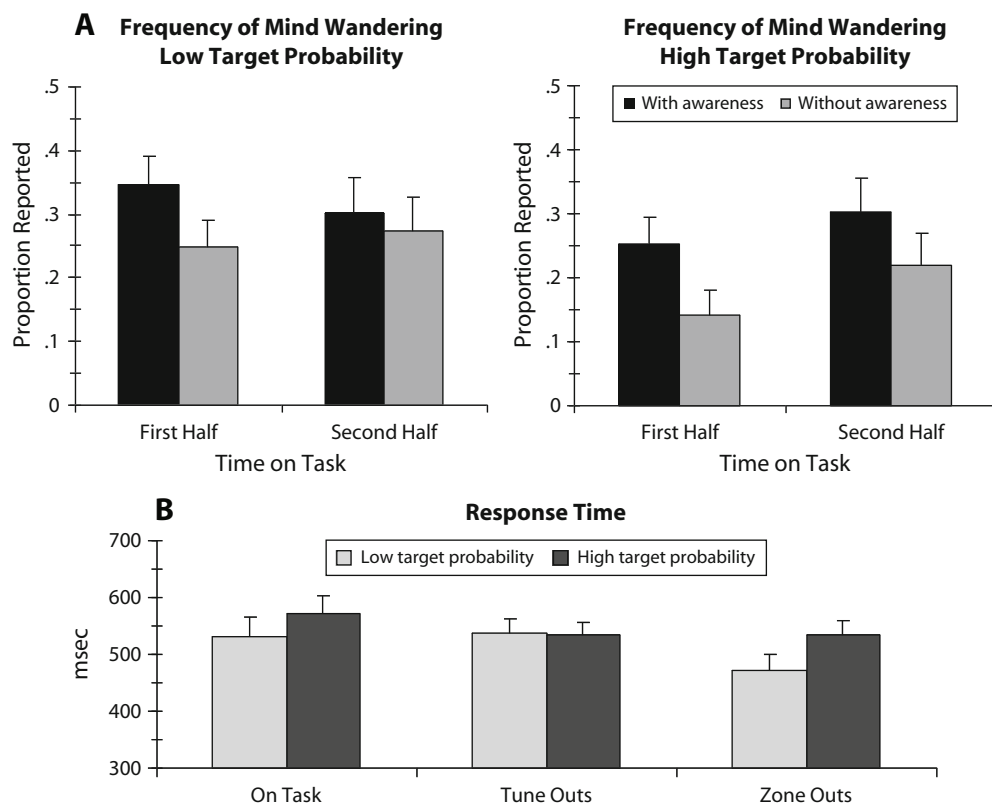 A
Frequency of Mind Wandering
Low Target Probability
.5
.4
.3
.2
.1
0
Proportion Reported
First Half
Second Half
Time on Task
Frequency of Mind Wandering
High Target Probability
With awareness
Without awareness
.5
.4
.3
.2
.1
0
Proportion Reported
First Half
Second Half
Time on Task
B
Response Time
Low target probability
High target probability
700
600
500
400
300
msec
On Task
Tune Outs
Zone Outs